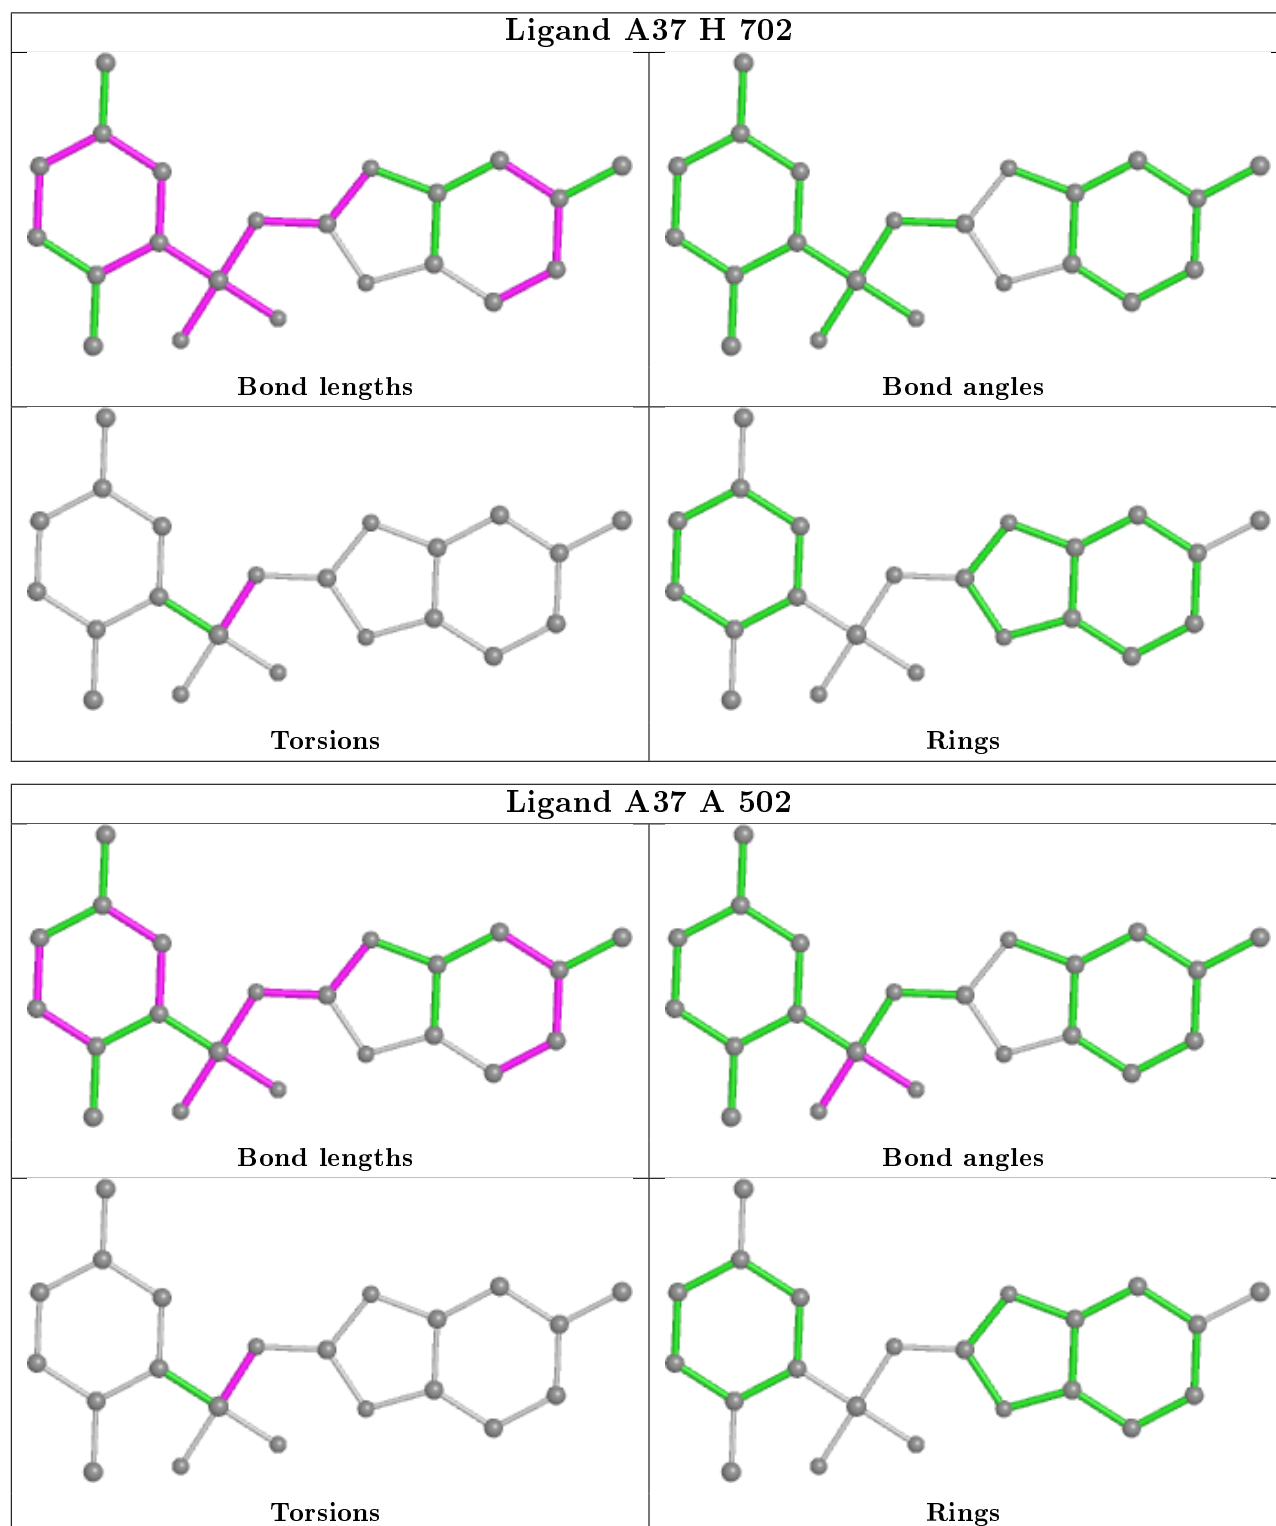 Ligand A37 H 702
Bond lengths
Bond angles
Torsions
Rings
Ligand A37 A 502
Bond lengths
Bond angles
Torsions
Rings